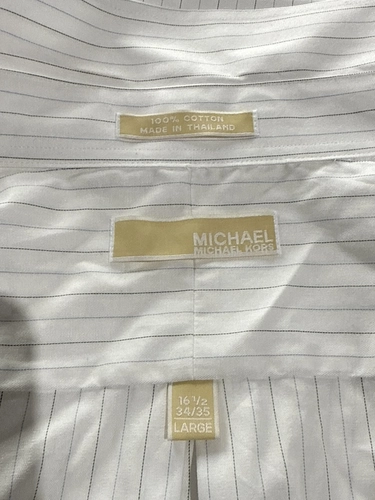 100% COTTON
MADE IN THAILAND
MICHAEL
MICHAEL KORS
16 1/2
34/35
LARGE